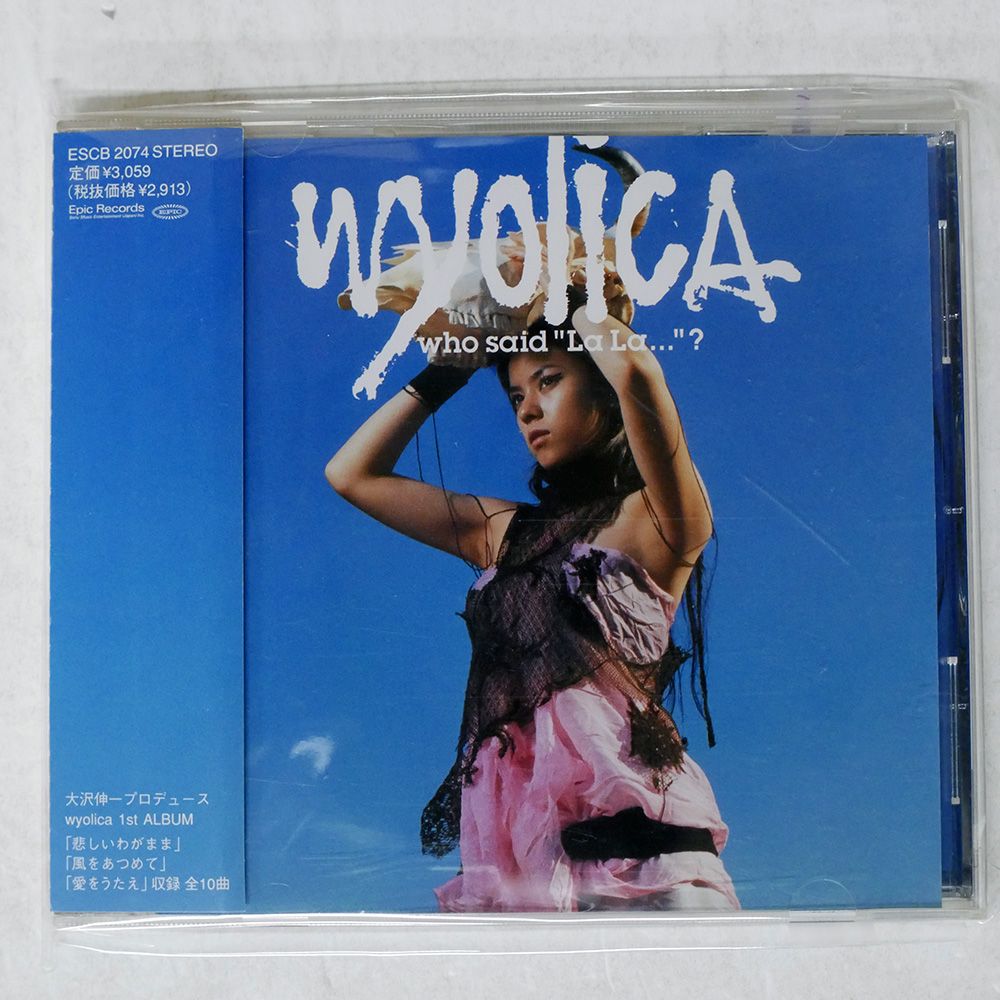 ESCB 2074 STEREO
定価¥3,059
(税抜価格¥2,913)
Epic Records
EPIC
大沢伸一プロデュース
wyolica 1st ALBUM
「悲しいわがまま」
「風をあつめて」
「愛をうたえ」収録 全10曲
wyolica
who said "La La..."?